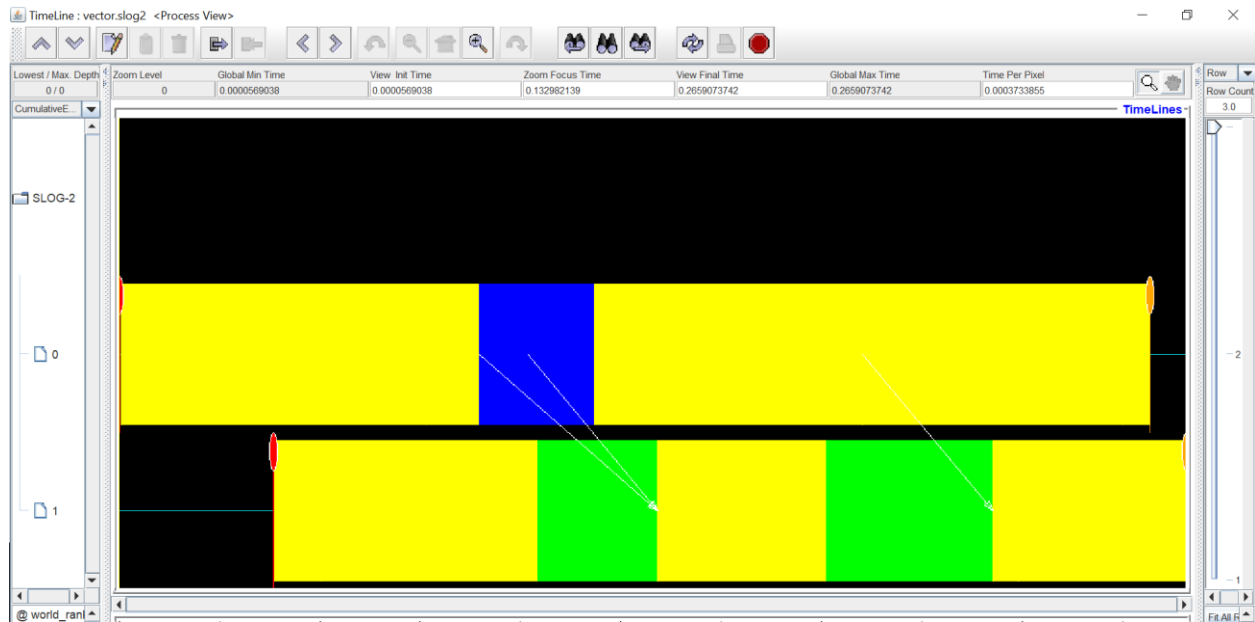 TimeLine : vector.slog2 <Process View>
Lowest / Max. Depth
0 / 0
Zoom Level
0
Global Min Time
0.0000569038
View Init Time
0.0000569038
Zoom Focus Time
0.132982139
View Final Time
0.2659073742
Global Max Time
0.2659073742
Time Per Pixel
0.0003733855
Row
Row Count
3.0
CumulativeE...
TimeLines
SLOG-2
0
1
2
1
@ world_rank
Fit All R